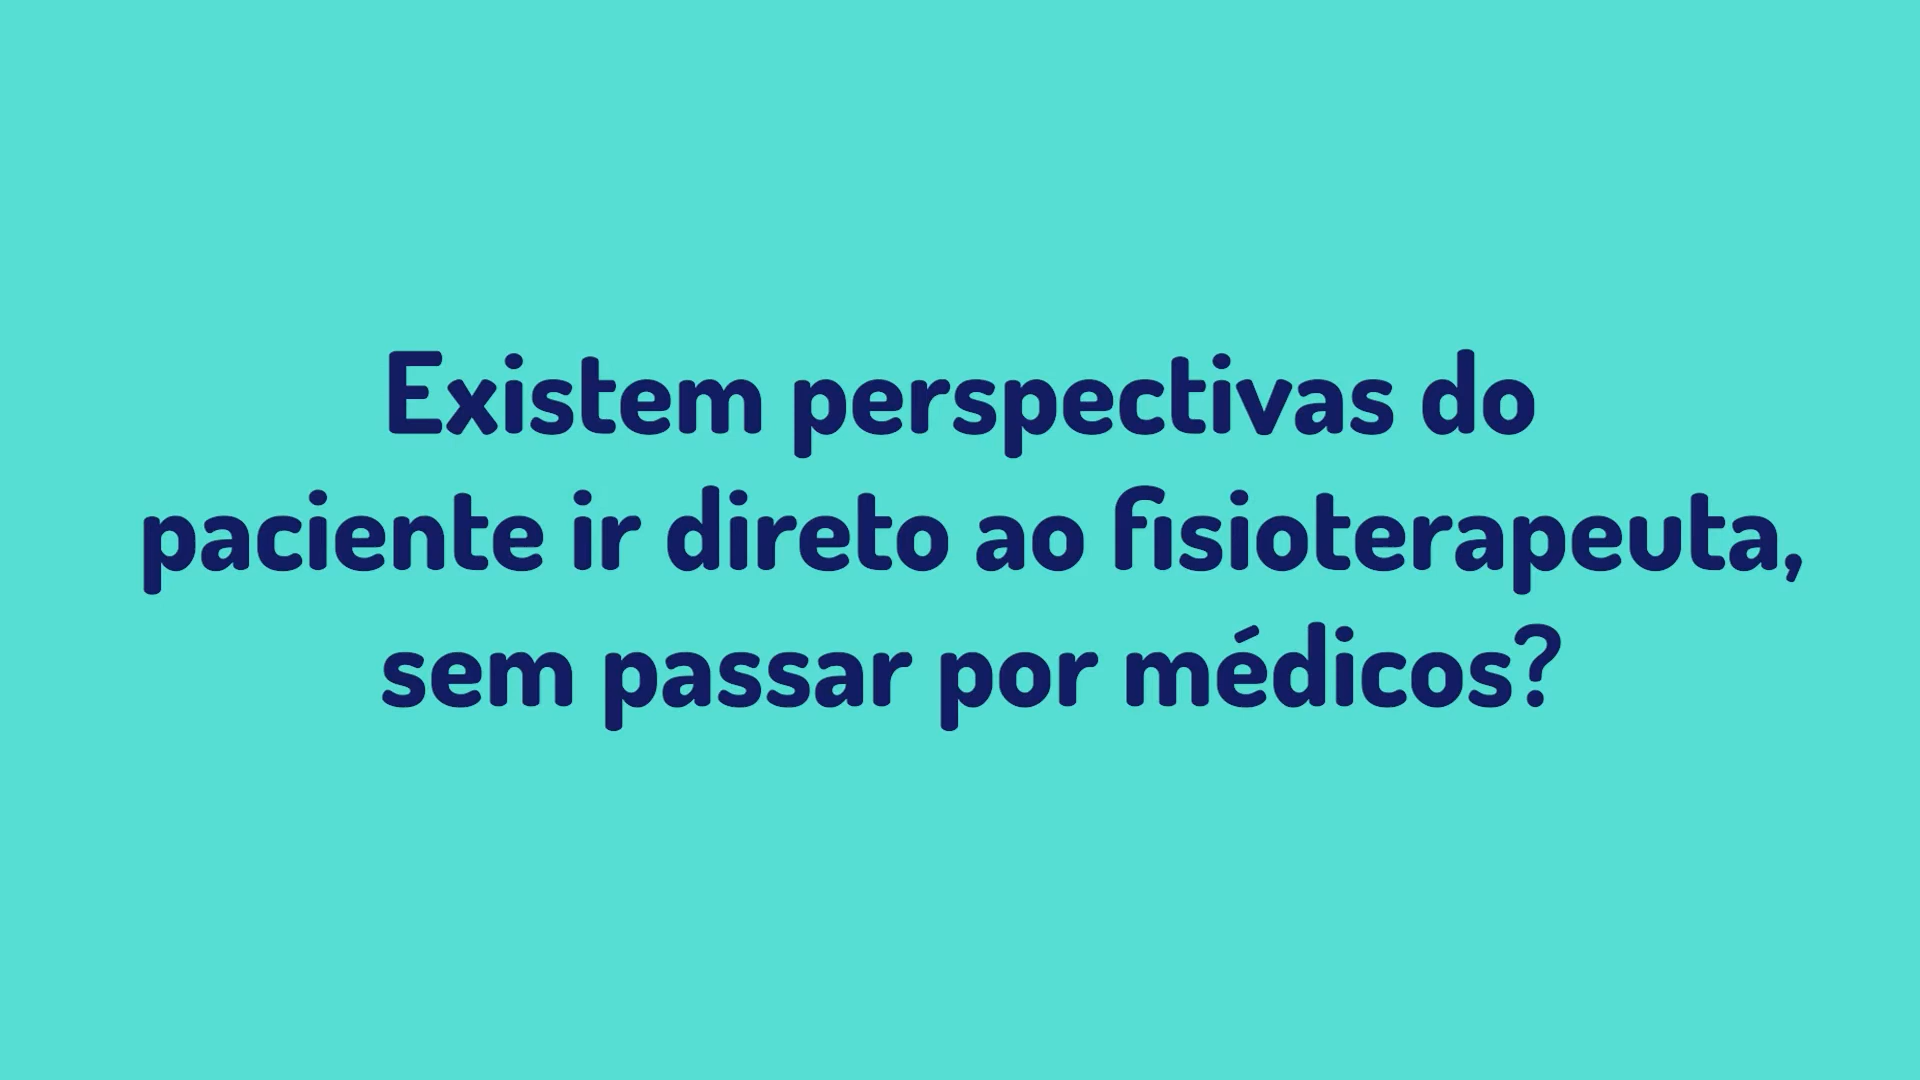 Existem perspectivas do
paciente ir direto ao fisioterapeuta,
sem passar por médicos?